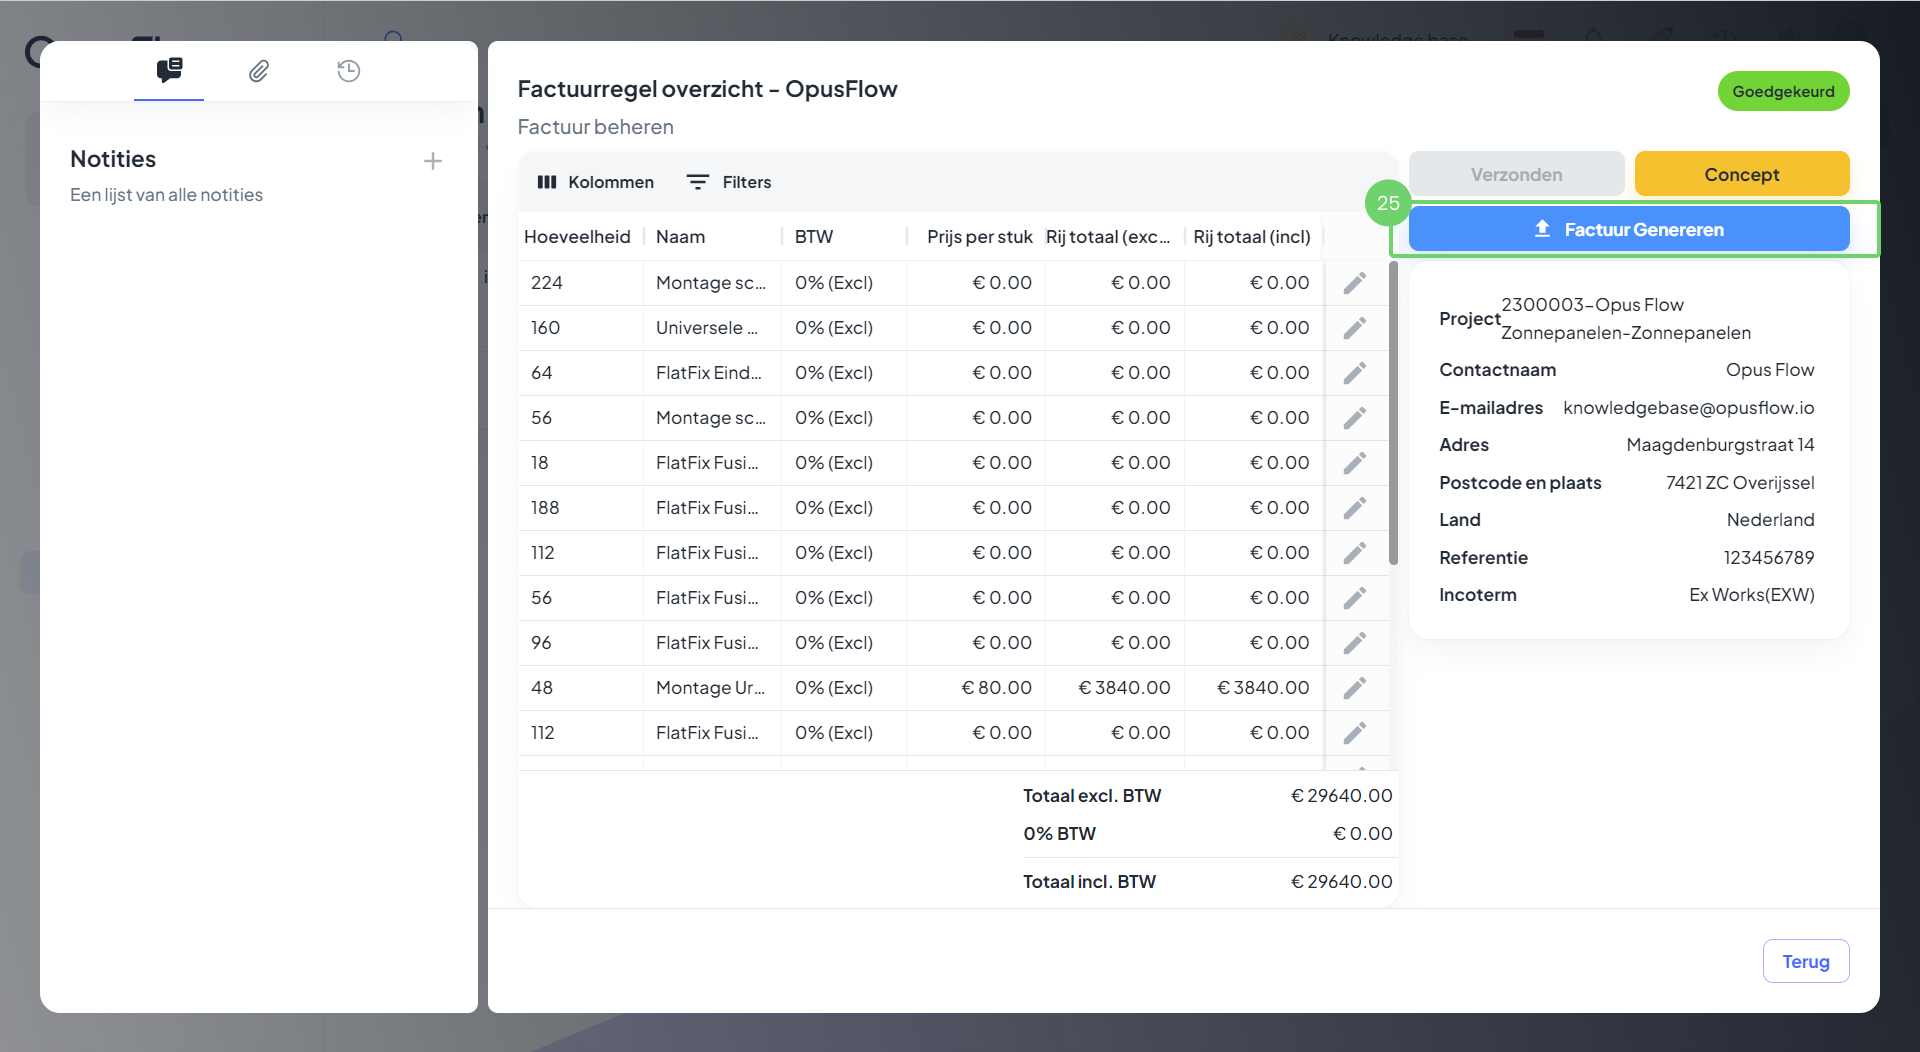 Knowledge base
Notities
Een lijst van alle notities
Factuurregel overzicht - OpusFlow
Factuur beheren
Goedgekeurd
Kolommen
Filters
Verzonden
Concept
25
Factuur Genereren
Hoeveelheid Naam BTW Prijs per stuk Rij totaal (exc... Rij totaal (incl)
224 Montage sc... 0% (Excl) € 0.00 € 0.00 € 0.00
160 Universele ... 0% (Excl) € 0.00 € 0.00 € 0.00
64 FlatFix Eind... 0% (Excl) € 0.00 € 0.00 € 0.00
56 Montage sc... 0% (Excl) € 0.00 € 0.00 € 0.00
18 FlatFix Fusi... 0% (Excl) € 0.00 € 0.00 € 0.00
188 FlatFix Fusi... 0% (Excl) € 0.00 € 0.00 € 0.00
112 FlatFix Fusi... 0% (Excl) € 0.00 € 0.00 € 0.00
56 FlatFix Fusi... 0% (Excl) € 0.00 € 0.00 € 0.00
96 FlatFix Fusi... 0% (Excl) € 0.00 € 0.00 € 0.00
48 Montage Ur... 0% (Excl) € 80.00 € 3840.00 € 3840.00
112 FlatFix Fusi... 0% (Excl) € 0.00 € 0.00 € 0.00
Totaal excl. BTW € 29640.00
0% BTW € 0.00
Totaal incl. BTW € 29640.00
Project 2300003-Opus Flow
Zonnepanelen-Zonnepanelen
Contactnaam Opus Flow
E-mailadres knowledgebase@opusflow.io
Adres Maagdenburgstraat 14
Postcode en plaats 7421 ZC Overijssel
Land Nederland
Referentie 123456789
Incoterm Ex Works(EXW)
Terug